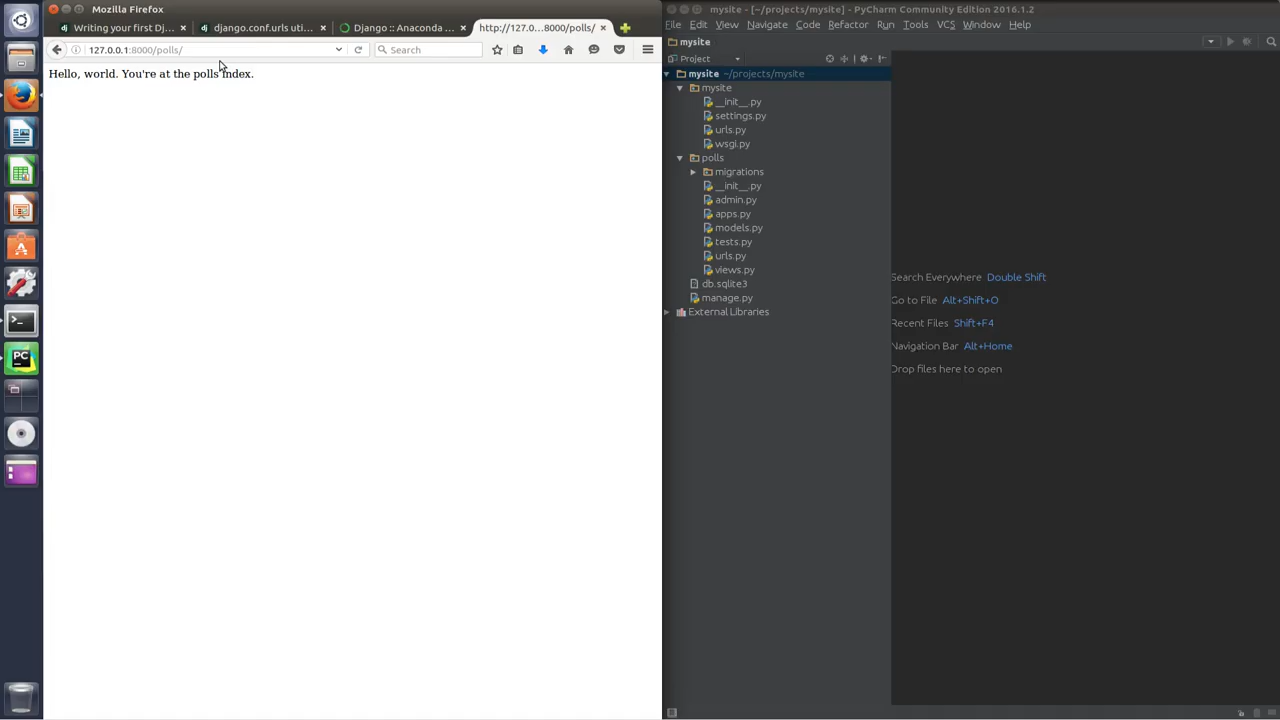 Mozilla Firefox
Writing your first Dj...
django.conf.urls uti...
Django :: Anaconda ...
http://127.0...8000/polls/
127.0.0.1:8000/polls/
Search
Hello, world. You're at the polls index.
mysite - [~/projects/mysite] - PyCharm Community Edition 2016.1.2
File Edit View Navigate Code Refactor Run Tools VCS Window Help
mysite
Project
mysite ~/projects/mysite
mysite
__init__.py
settings.py
urls.py
wsgi.py
polls
migrations
__init__.py
admin.py
apps.py
models.py
tests.py
urls.py
views.py
db.sqlite3
manage.py
External Libraries
Search Everywhere Double Shift
Go to File Alt+Shift+O
Recent Files Shift+F4
Navigation Bar Alt+Home
Drop files here to open